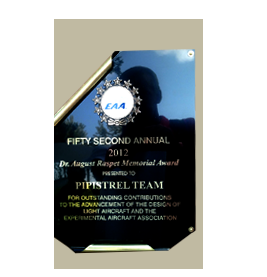 EAA
FIFTY SECOND ANNUAL
2012
Dr. August Raspet Memorial Award
PRESENTED TO
PIPISTREL TEAM
FOR OUTSTANDING CONTRIBUTIONS
TO THE ADVANCEMENT OF THE DESIGN OF
LIGHT AIRCRAFT AND THE
EXPERIMENTAL AIRCRAFT ASSOCIATION